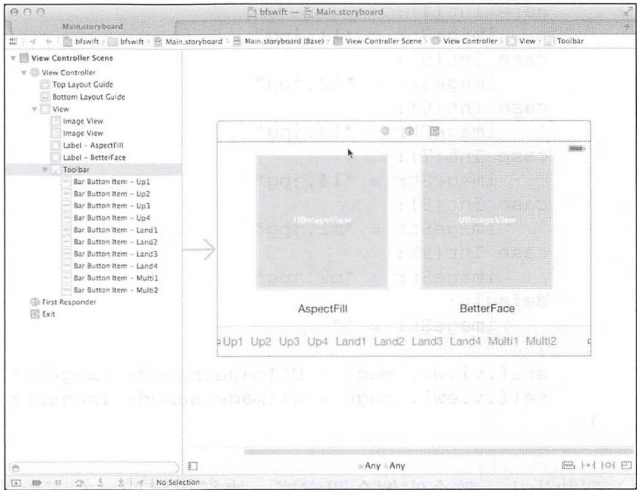 bfswift — Main.storyboard
Main.storyboard
bfswift
bfswift
Main.storyboard
Main.storyboard (Base)
View Controller Scene
View Controller
View
Toolbar
View Controller Scene
View Controller
Top Layout Guide
Bottom Layout Guide
View
Image View
Image View
Label – AspectFill
Label – BetterFace
Toolbar
Bar Button Item – Up1
Bar Button Item – Up2
Bar Button Item – Up3
Bar Button Item – Up4
Bar Button Item – Land1
Bar Button Item – Land2
Bar Button Item – Land3
Bar Button Item – Land4
Bar Button Item – Multi1
Bar Button Item – Multi2
First Responder
Exit
UIImageView
UIImageView
AspectFill
BetterFace
Up1 Up2 Up3 Up4 Land1 Land2 Land3 Land4 Multi1 Multi2
wAny hAny
No Selection